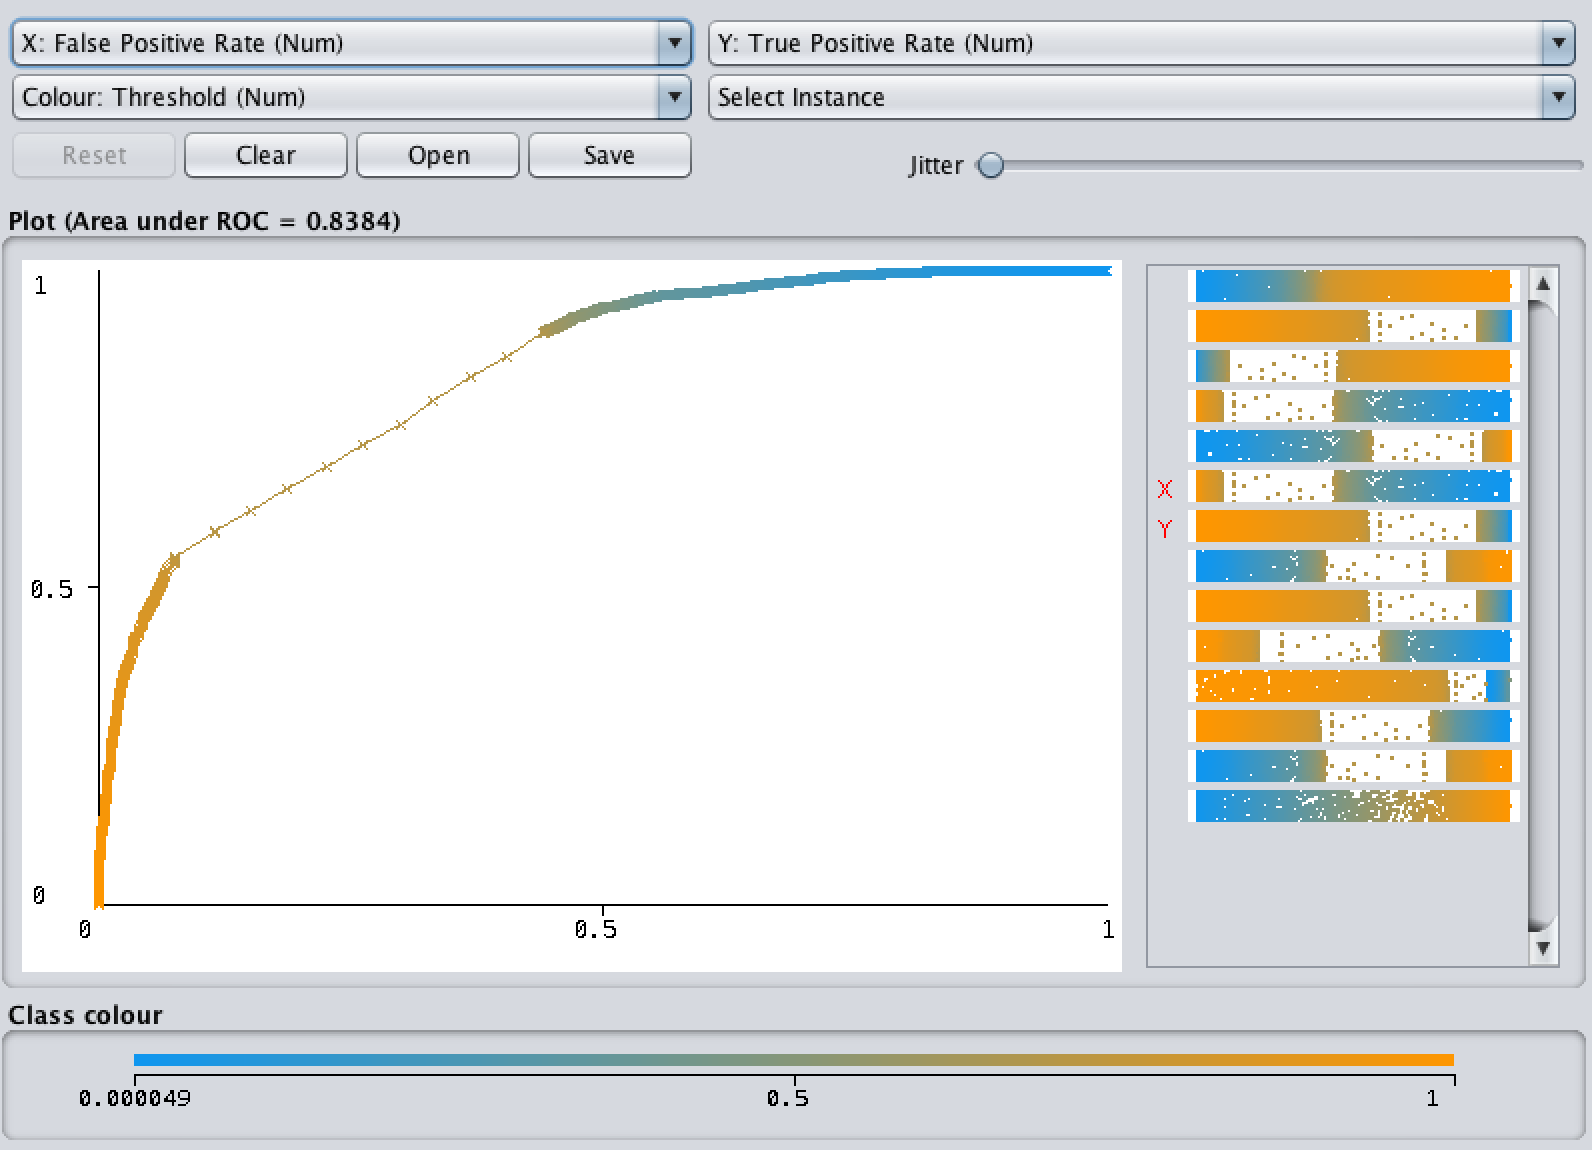 X: False Positive Rate (Num) Y: True Positive Rate (Num)
Colour: Threshold (Num) Select Instance
Reset Clear Open Save Jitter
Plot (Area under ROC = 0.8384)
1
0.5
0
0 0.5 1
X
Y
Class colour
0.000049 0.5 1